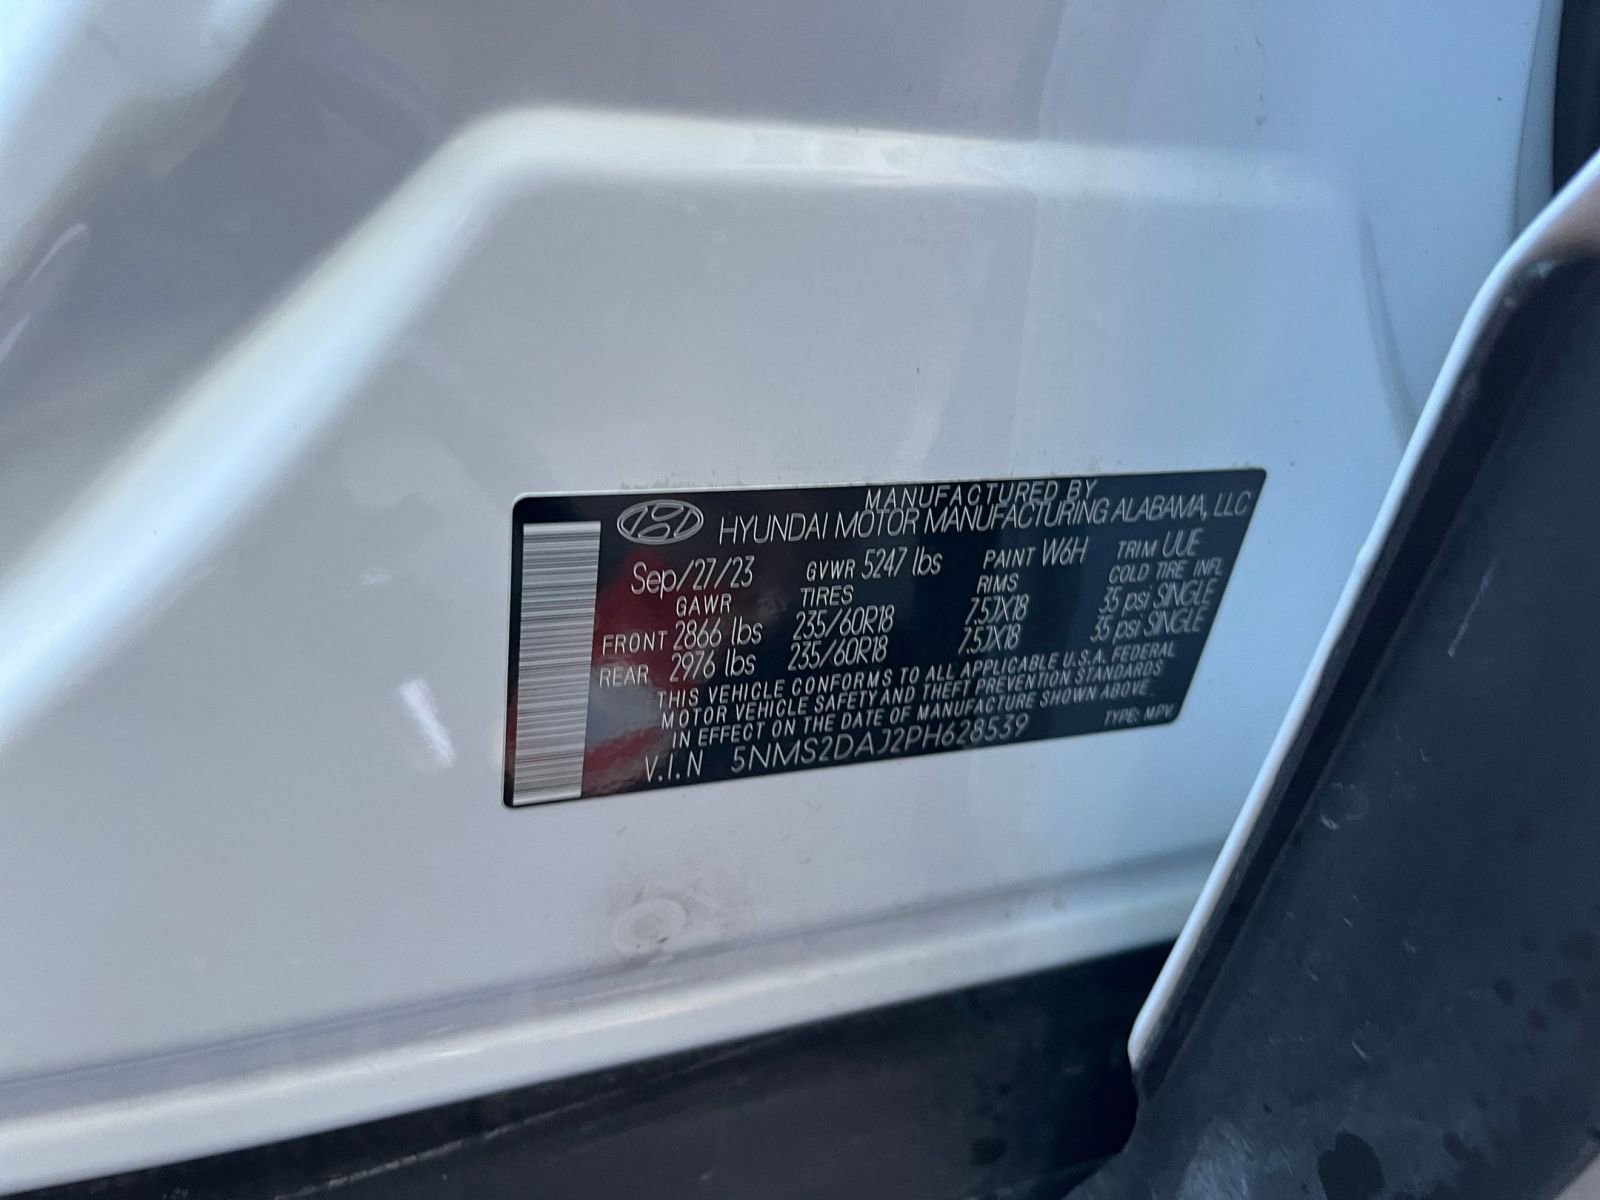 MANUFACTURED BY
HYUNDAI MOTOR MANUFACTURING ALABAMA, LLC
Sep/27/23 GVWR 5247 lbs PAINT W6H TRIM UUE
GAWR TIRES RIMS COLD TIRE INFL
FRONT 2866 lbs 235/60R18 7.5JX18 35 psi SINGLE
REAR 2976 lbs 235/60R18 7.5JX18 35 psi SINGLE
THIS VEHICLE CONFORMS TO ALL APPLICABLE U.S.A. FEDERAL
MOTOR VEHICLE SAFETY AND THEFT PREVENTION STANDARDS
IN EFFECT ON THE DATE OF MANUFACTURE SHOWN ABOVE.
V.I.N 5NMS2DAJ2PH628539 TYPE: MPV